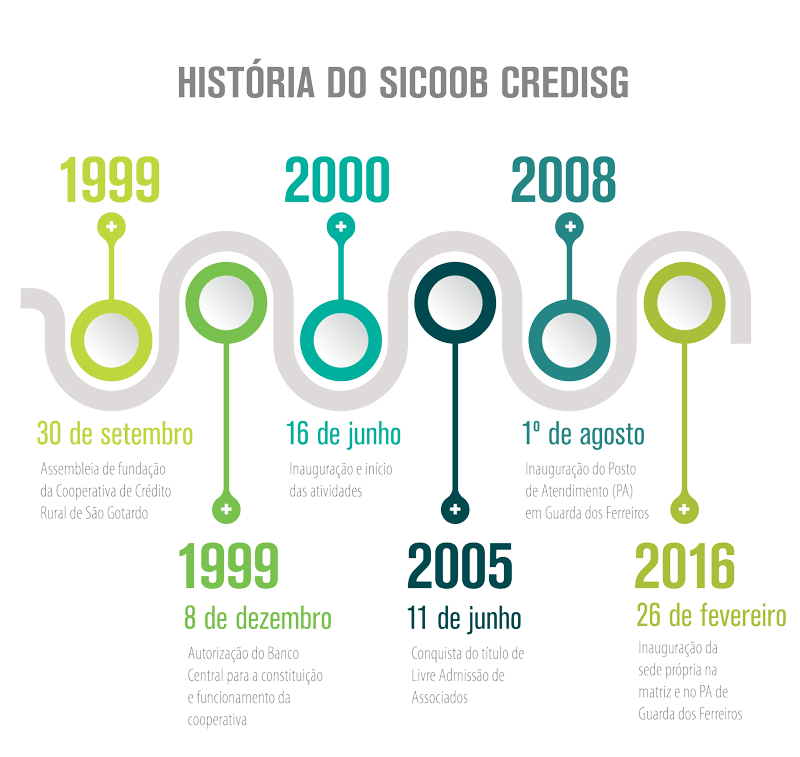 HISTÓRIA DO SICOOB CREDISG
1999
30 de setembro
Assembleia de fundação
da Cooperativa de Crédito
Rural de São Gotardo
1999
8 de dezembro
Autorização do Banco
Central para a constituição
e funcionamento da
cooperativa
2000
16 de junho
Inauguração e início
das atividades
2005
11 de junho
Conquista do título de
Livre Admissão de
Associados
2008
1º de agosto
Inauguração do Posto
de Atendimento (PA)
em Guarda dos Ferreiros
2016
26 de fevereiro
Inauguração da
sede própria na
matriz e no PA de
Guarda dos Ferreiros